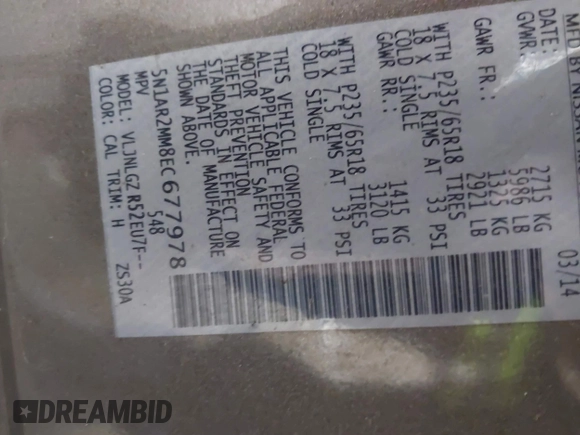 MFD BY NISSAN
DATE: 03/14
GVWR: 2715 KG
5986 LB
GAWR FR.: 1325 KG
2921 LB
WITH P235/65R18 TIRES
18 X 7.5 RIMS AT 33 PSI
COLD SINGLE
GAWR RR.: 1415 KG
3120 LB
WITH P235/65R18 TIRES
18 X 7.5 RIMS AT 33 PSI
COLD SINGLE
THIS VEHICLE CONFORMS TO
ALL APPLICABLE FEDERAL
MOTOR VEHICLE SAFETY AND
THEFT PREVENTION
STANDARDS IN EFFECT ON
THE DATE OF MANUFACTURE
SHOWN ABOVE.
5N1AR2MM8EC677978
MPV 548
MODEL: VLJNLGZ R52EU7F--
COLOR: CAL TRIM: H ZS30A
DREAMBID